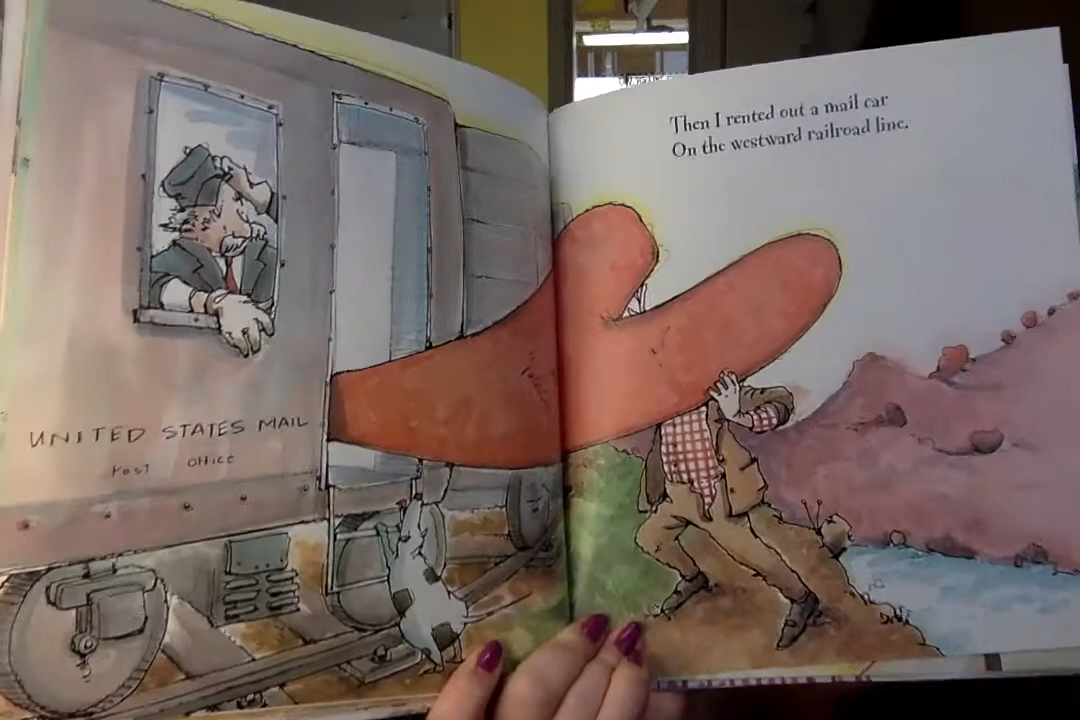 UNITED STATES MAIL
POST OFFICE
Then I rented out a mail car
On the westward railroad line.